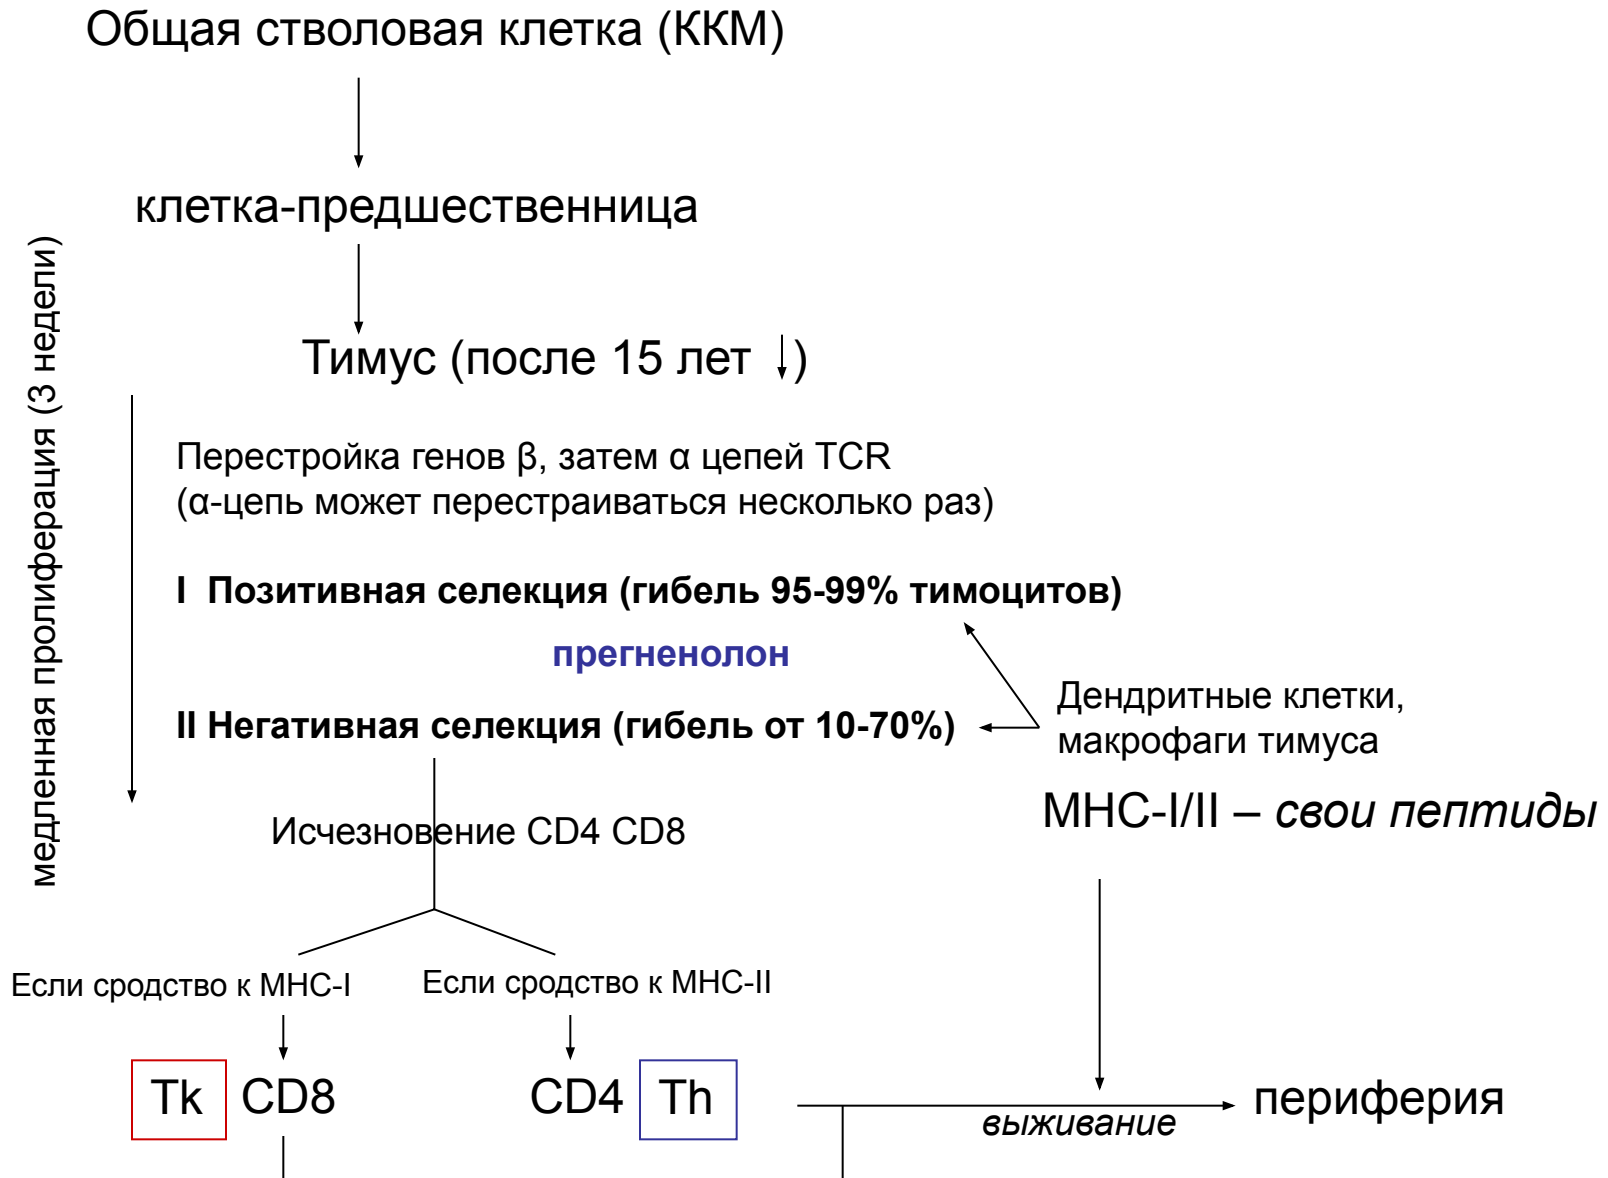 Общая стволовая клетка (ККМ)
клетка-предшественница
медленная пролиферация (3 недели)
Тимус (после 15 лет ↓)
Перестройка генов β, затем α цепей TCR
(α-цепь может перестраиваться несколько раз)
I Позитивная селекция (гибель 95-99% тимоцитов)
прегненолон
II Негативная селекция (гибель от 10-70%)
Дендритные клетки,
макрофаги тимуса
MHC-I/II – свои пептиды
Исчезновение CD4 CD8
Если сродство к MHC-I
Если сродство к MHC-II
Tk CD8
CD4 Th
выживание
периферия